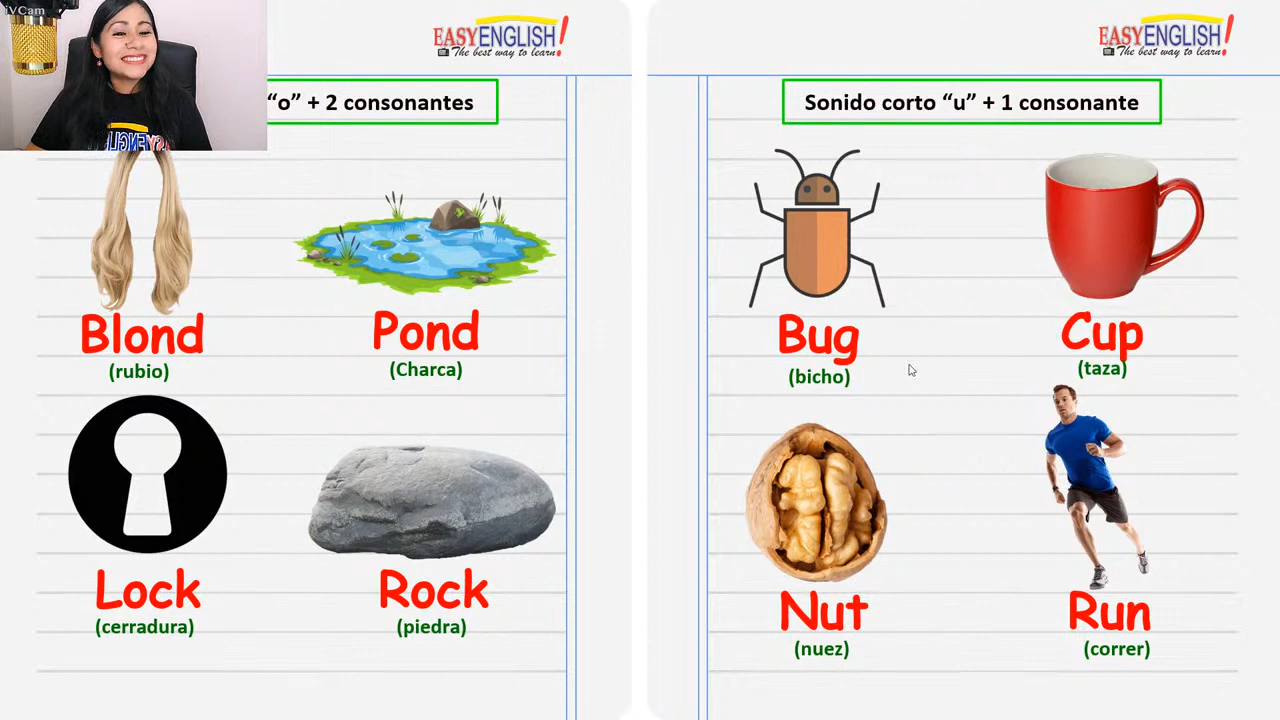 iVCam
EASYENGLISH!
The best way to learn!
"o" + 2 consonantes
Blond
(rubio)
Pond
(Charca)
Lock
(cerradura)
Rock
(piedra)
EASYENGLISH!
The best way to learn!
Sonido corto "u" + 1 consonante
Bug
(bicho)
Cup
(taza)
Nut
(nuez)
Run
(correr)